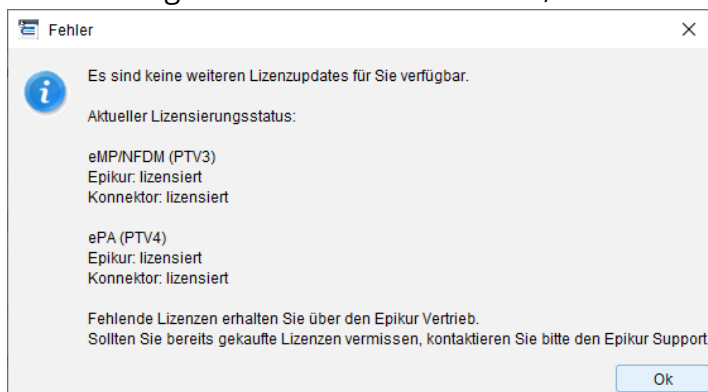 Fehler
Es sind keine weiteren Lizenzupdates für Sie verfügbar.
Aktueller Lizensierungsstatus:
eMP/NFDM (PTV3)
Epikur: lizensiert
Konnektor: lizensiert
ePA (PTV4)
Epikur: lizensiert
Konnektor: lizensiert
Fehlende Lizenzen erhalten Sie über den Epikur Vertrieb.
Sollten Sie bereits gekaufte Lizenzen vermissen, kontaktieren Sie bitte den Epikur Support
Ok